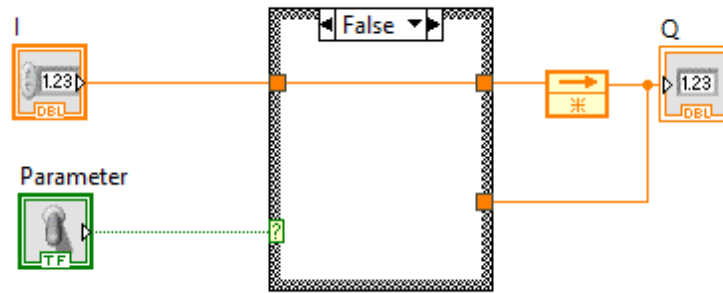 I
False
Q
1.23
DBL
1.23
DBL
Parameter
?
TF